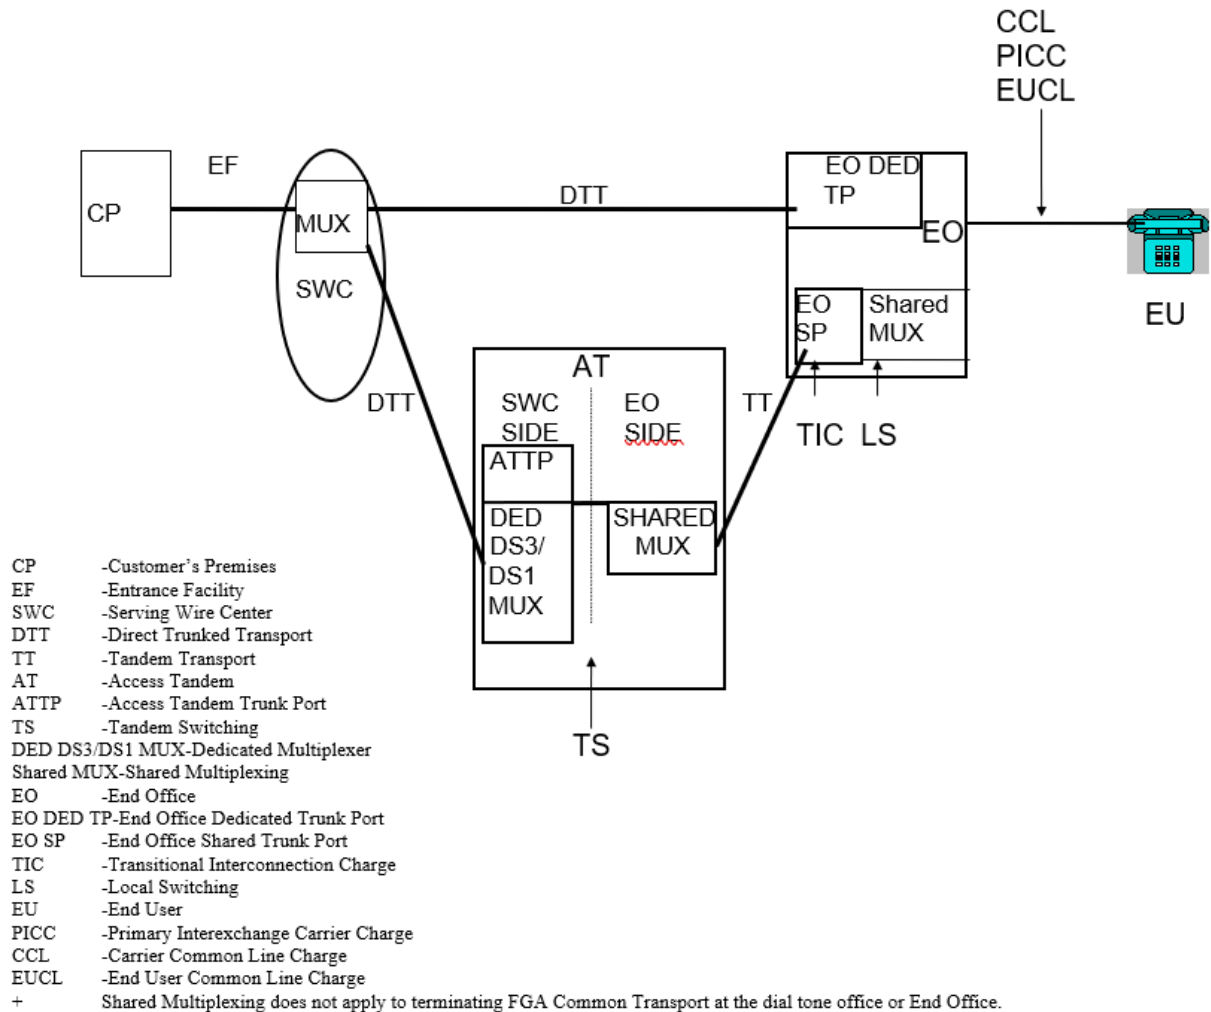 CCL
PICC
EUCL
EF
CP
MUX
SWC
DTT
EO DED
TP
EO
EO
SP
Shared
MUX
EU
TIC LS
DTT
AT
SWC
SIDE
EO
SIDE
TT
ATTP
DED
DS3/
DS1
MUX
SHARED
MUX
TS
CP -Customer's Premises
EF -Entrance Facility
SWC -Serving Wire Center
DTT -Direct Trunked Transport
TT -Tandem Transport
AT -Access Tandem
ATTP -Access Tandem Trunk Port
TS -Tandem Switching
DED DS3/DS1 MUX-Dedicated Multiplexer
Shared MUX-Shared Multiplexing
EO -End Office
EO DED TP-End Office Dedicated Trunk Port
EO SP -End Office Shared Trunk Port
TIC -Transitional Interconnection Charge
LS -Local Switching
EU -End User
PICC -Primary Interexchange Carrier Charge
CCL -Carrier Common Line Charge
EUCL -End User Common Line Charge
+ Shared Multiplexing does not apply to terminating FGA Common Transport at the dial tone office or End Office.